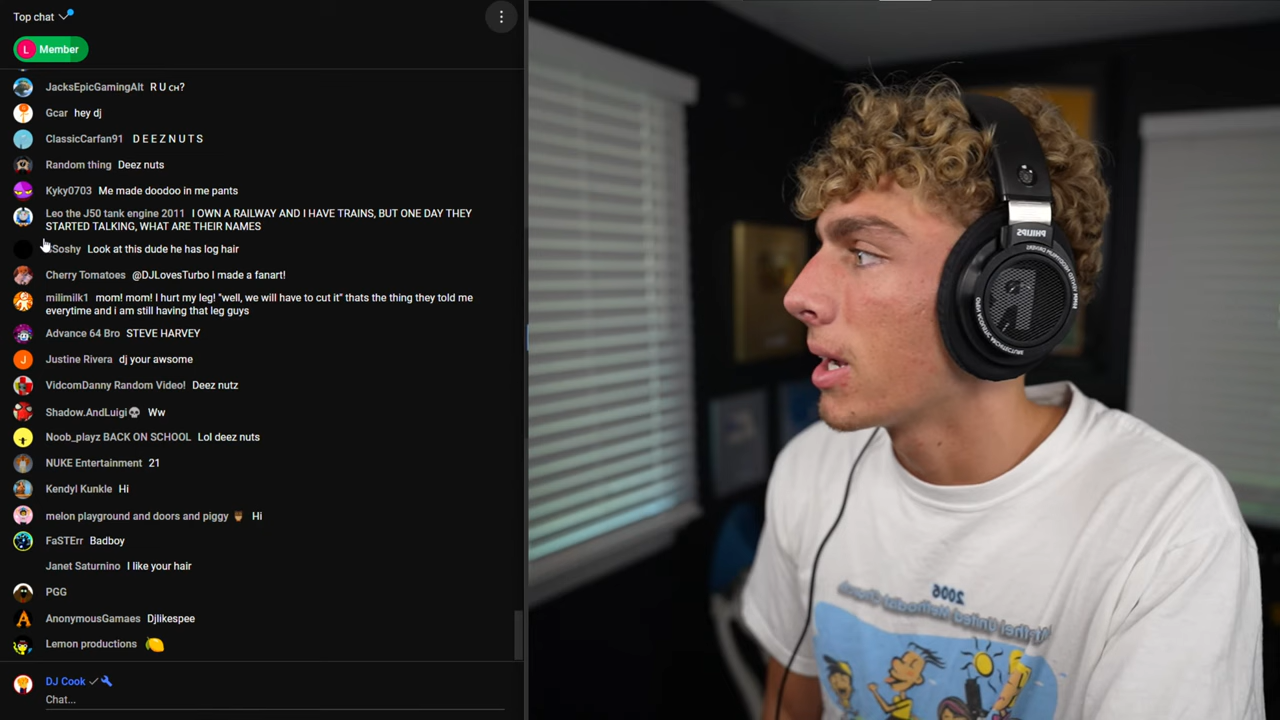 Top chat
L Member
JacksEpicGamingAlt R U ᴄʜ?
Gcar hey dj
ClassicCarfan91 D E E Z N U T S
Random thing Deez nuts
Kyky0703 Me made doodoo in me pants
Leo the J50 tank engine 2011 I OWN A RAILWAY AND I HAVE TRAINS, BUT ONE DAY THEY
STARTED TALKING, WHAT ARE THEIR NAMES
Look at this dude he has log hair
Cherry Tomatoes @DJLovesTurbo I made a fanart!
milimilk1 mom! mom! I hurt my leg! "well, we will have to cut it" thats the thing they told me
everytime and i am still having that leg guys
Advance 64 Bro STEVE HARVEY
J Justine Rivera dj your awsome
VidcomDanny Random Video! Deez nutz
Shadow.AndLuigi💀 Ww
Noob_playz BACK ON SCHOOL Lol deez nuts
NUKE Entertainment 21
Kendyl Kunkle Hi
melon playground and doors and piggy Hi
FaSTErr Badboy
Janet Saturnino I like your hair
PGG
AnonymousGamaes Djlikespee
Lemon productions 🍋
DJ Cook
Chat...
PHILIPS
2006
United Methodist Church